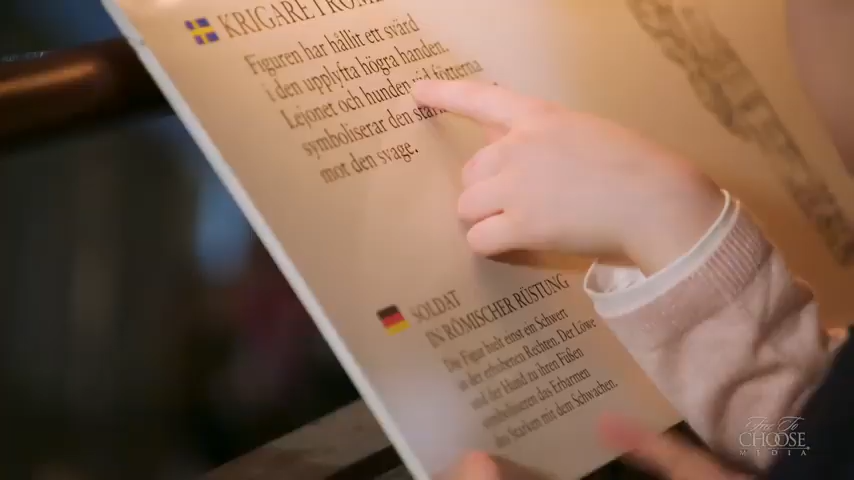 KRIGARE I ROM
Figuren har hållit ett svärd
i den upplyfta högra handen.
Lejonet och hunden vid fötterna
symboliserar den
mot den svage.
SOLDAT
IN RÖMISCHER RÜSTUNG
Die Figur hielt einst ein Schwert
in der erhobenen Rechten. Der Löwe
und der Hund zu ihren Füßen
symbolisieren das Erbarmen
des Starken mit dem Schwachen.
Free To
CHOOSE
MEDIA